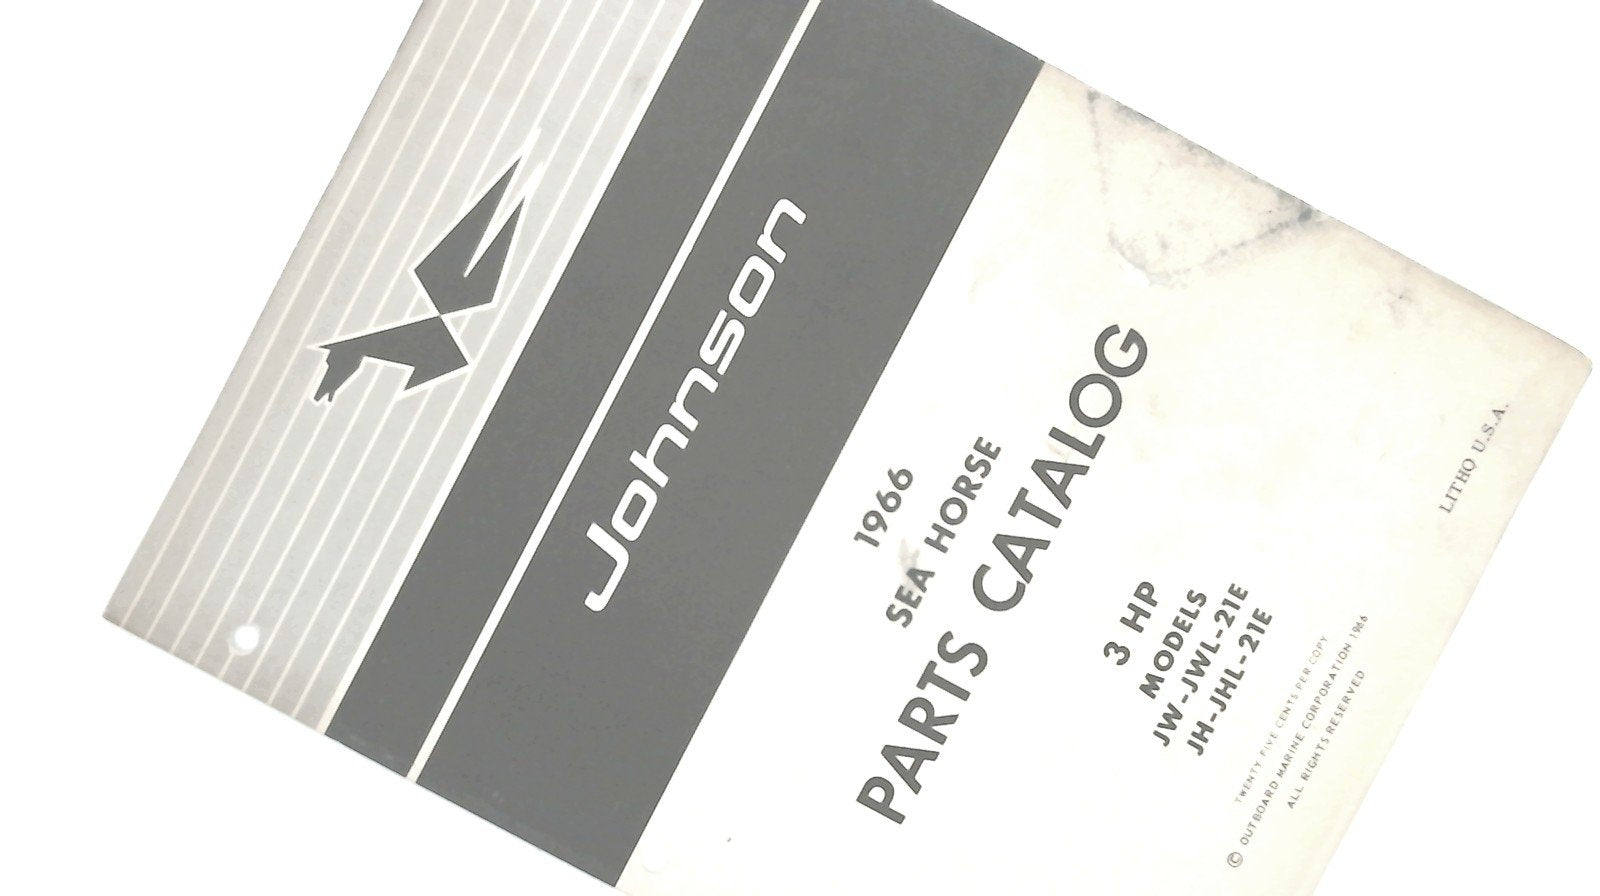 Johnson
1966
SEA HORSE
PARTS CATALOG
3 HP
MODELS
JW-JWL-21E
JH-JHL-21E
TWENTY FIVE CENTS PER COPY
© OUTBOARD MARINE CORPORATION 1966
ALL RIGHTS RESERVED
LITHO U.S.A.